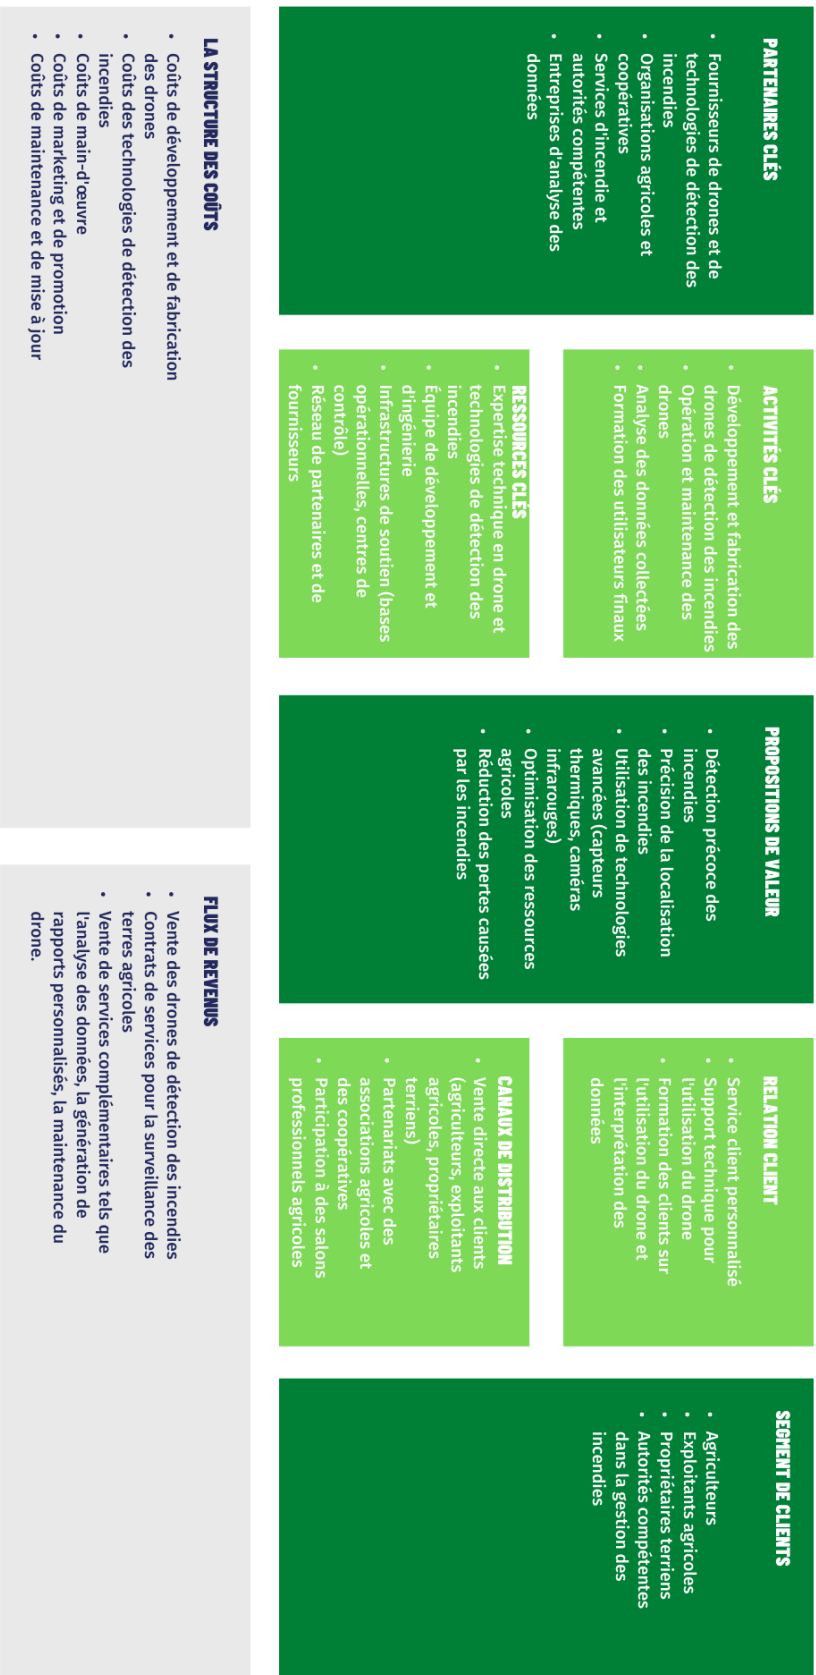 PARTENAIRES CLÉS
• Fournisseurs de drones et de
technologies de détection des
incendies
• Organisations agricoles et
coopératives
• Services d'incendie et
autorités compétentes
• Entreprises d'analyse des
données
ACTIVITÉS CLÉS
• Développement et fabrication des
drones de détection des incendies
• Opération et maintenance des
drones
• Analyse des données collectées
• Formation des utilisateurs finaux
RESSOURCES CLÉS
• Expertise technique en drone et
technologies de détection des
incendies
• Équipe de développement et
d'ingénierie
• Infrastructures de soutien (bases
opérationnelles, centres de
contrôle)
• Réseau de partenaires et de
fournisseurs
PROPOSITIONS DE VALEUR
• Détection précoce des
incendies
• Précision de la localisation
des incendies
• Utilisation de technologies
avancées (capteurs
thermiques, caméras
infrarouges)
• Optimisation des ressources
agricoles
• Réduction des pertes causées
par les incendies
RELATION CLIENT
• Service client personnalisé
• Support technique pour
l'utilisation du drone
• Formation des clients sur
l'utilisation du drone et
l'interprétation des
données
CANAUX DE DISTRIBUTION
• Vente directe aux clients
(agriculteurs, exploitants
agricoles, propriétaires
terriens)
• Partenariats avec des
associations agricoles et
des coopératives
• Participation à des salons
professionnels agricoles
SEGMENT DE CLIENTS
• Agriculteurs
• Exploitants agricoles
• Propriétaires terriens
• Autorités compétentes
dans la gestion des
incendies
LA STRUCTURE DES COÛTS
• Coûts de développement et de fabrication
des drones
• Coûts des technologies de détection des
incendies
• Coûts de main-d'œuvre
• Coûts de marketing et de promotion
• Coûts de maintenance et de mise à jour
FLUX DE REVENUS
• Vente des drones de détection des incendies
• Contrats de services pour la surveillance des
terres agricoles
• Vente de services complémentaires tels que
l'analyse des données, la génération de
rapports personnalisés, la maintenance du
drone.